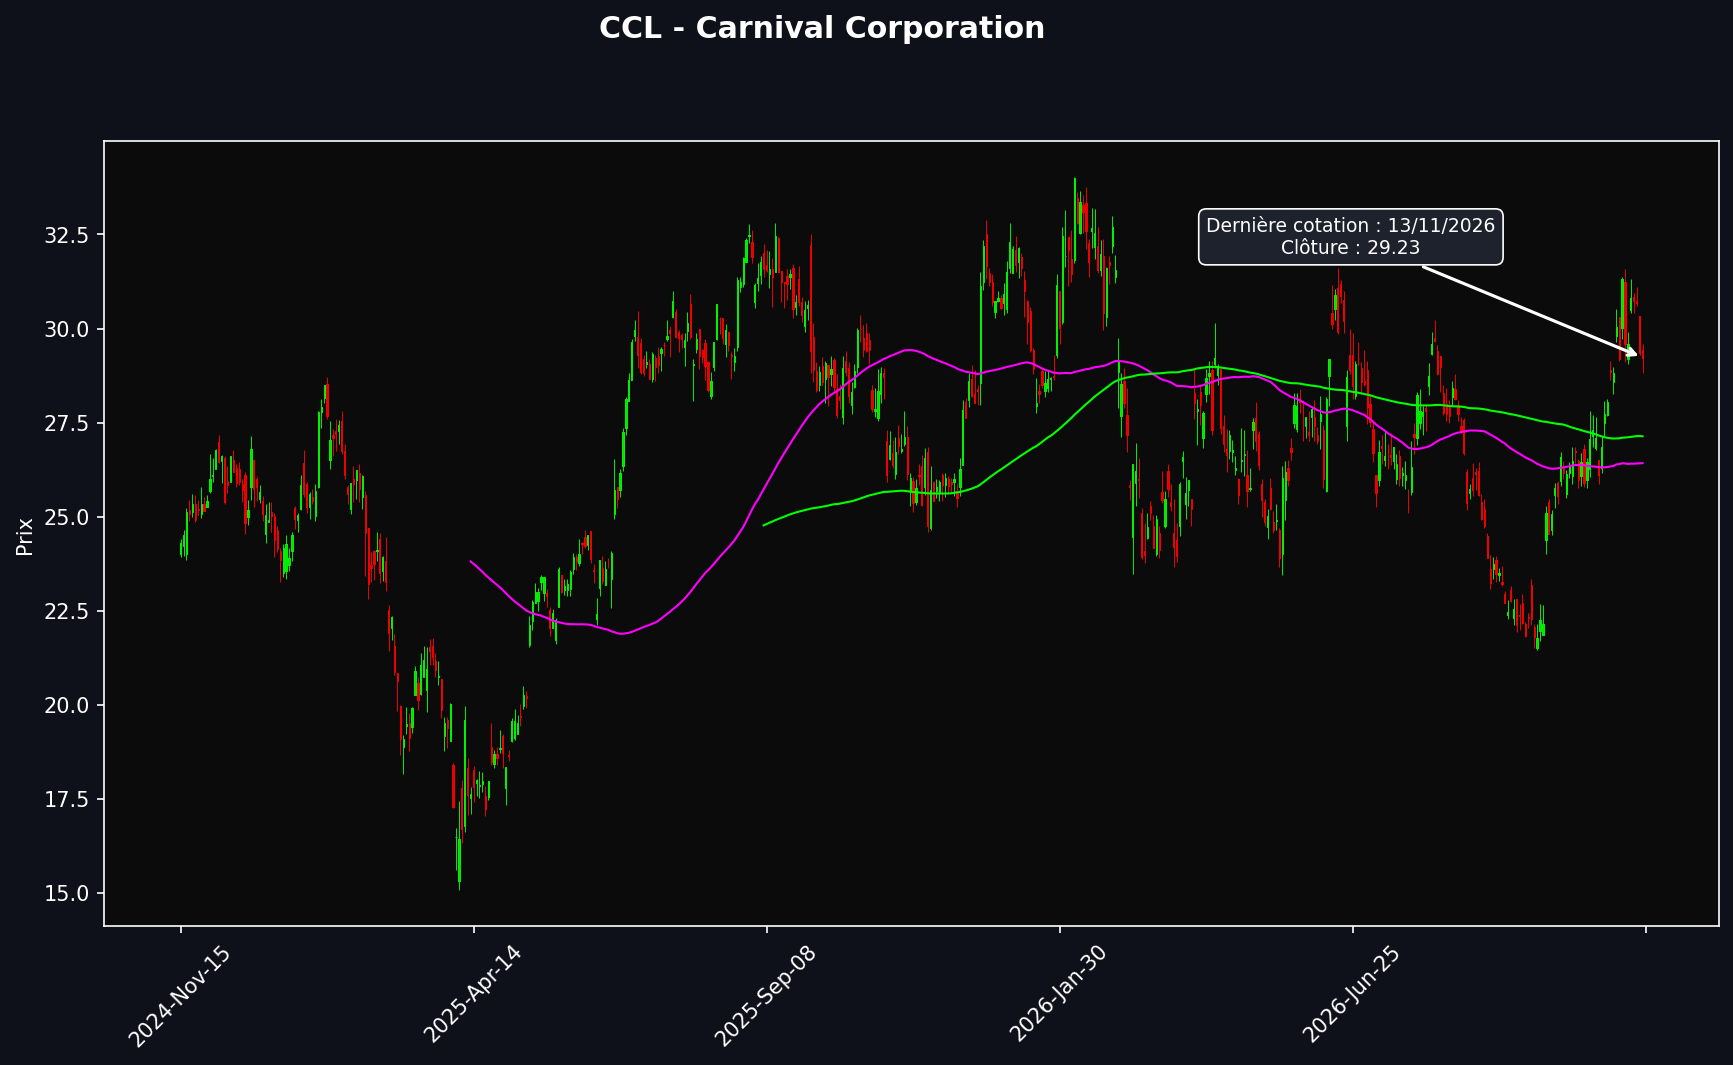 CCL - Carnival Corporation
Dernière cotation : 13/11/2026
Clôture : 29.23
Prix
32.5
30.0
27.5
25.0
22.5
20.0
17.5
15.0
2024-Nov-15
2025-Apr-14
2025-Sep-08
2026-Jan-30
2026-Jun-25